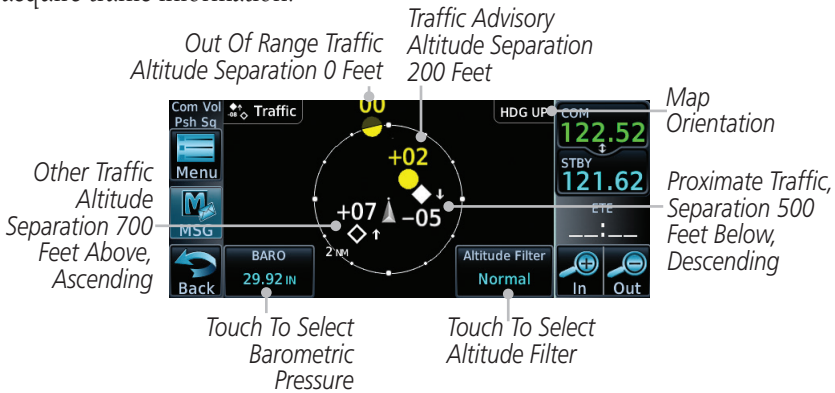 Traffic Advisory
Altitude Separation
200 Feet
Out Of Range Traffic
Altitude Separation 0 Feet
Map
Orientation
Other Traffic
Altitude
Separation 700
Feet Above,
Ascending
Proximate Traffic,
Separation 500
Feet Below,
Descending
Com Vol
Psh Sq
-08 Traffic
00
HDG UP
COM
122.52
Menu
+02
STBY
121.62
MSG
+07
-05
ETE
__:__
2 NM
BARO
29.92 IN
Altitude Filter
Normal
Back
In
Out
Touch To Select
Barometric
Pressure
Touch To Select
Altitude Filter